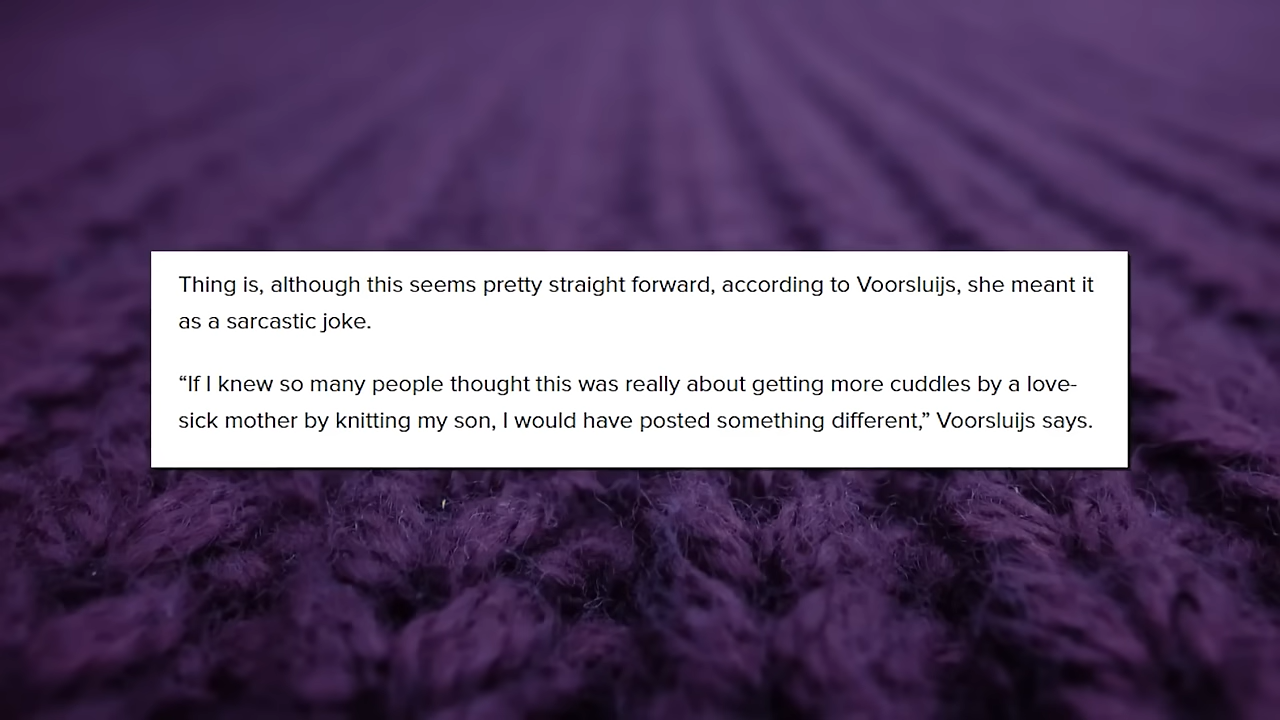 Thing is, although this seems pretty straight forward, according to Voorsluijs, she meant it
as a sarcastic joke.
“If I knew so many people thought this was really about getting more cuddles by a love-
sick mother by knitting my son, I would have posted something different,” Voorsluijs says.